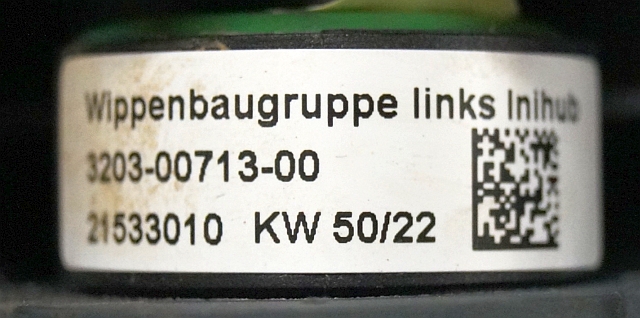 Wippenbaugruppe links Inihub
3203-00713-00
21533010 KW 50/22